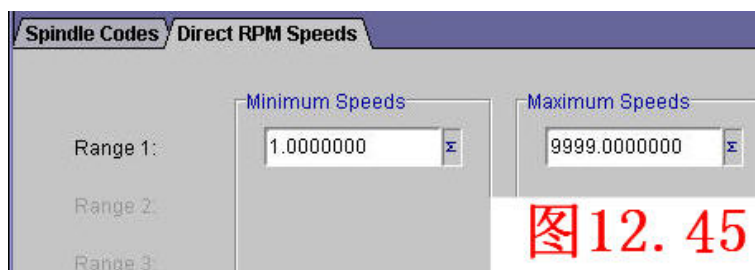 Spindle Codes Direct RPM Speeds
Minimum Speeds Maximum Speeds
Range 1: 1.0000000 Σ 9999.0000000 Σ
Range 2:
Range 3:
图12.45